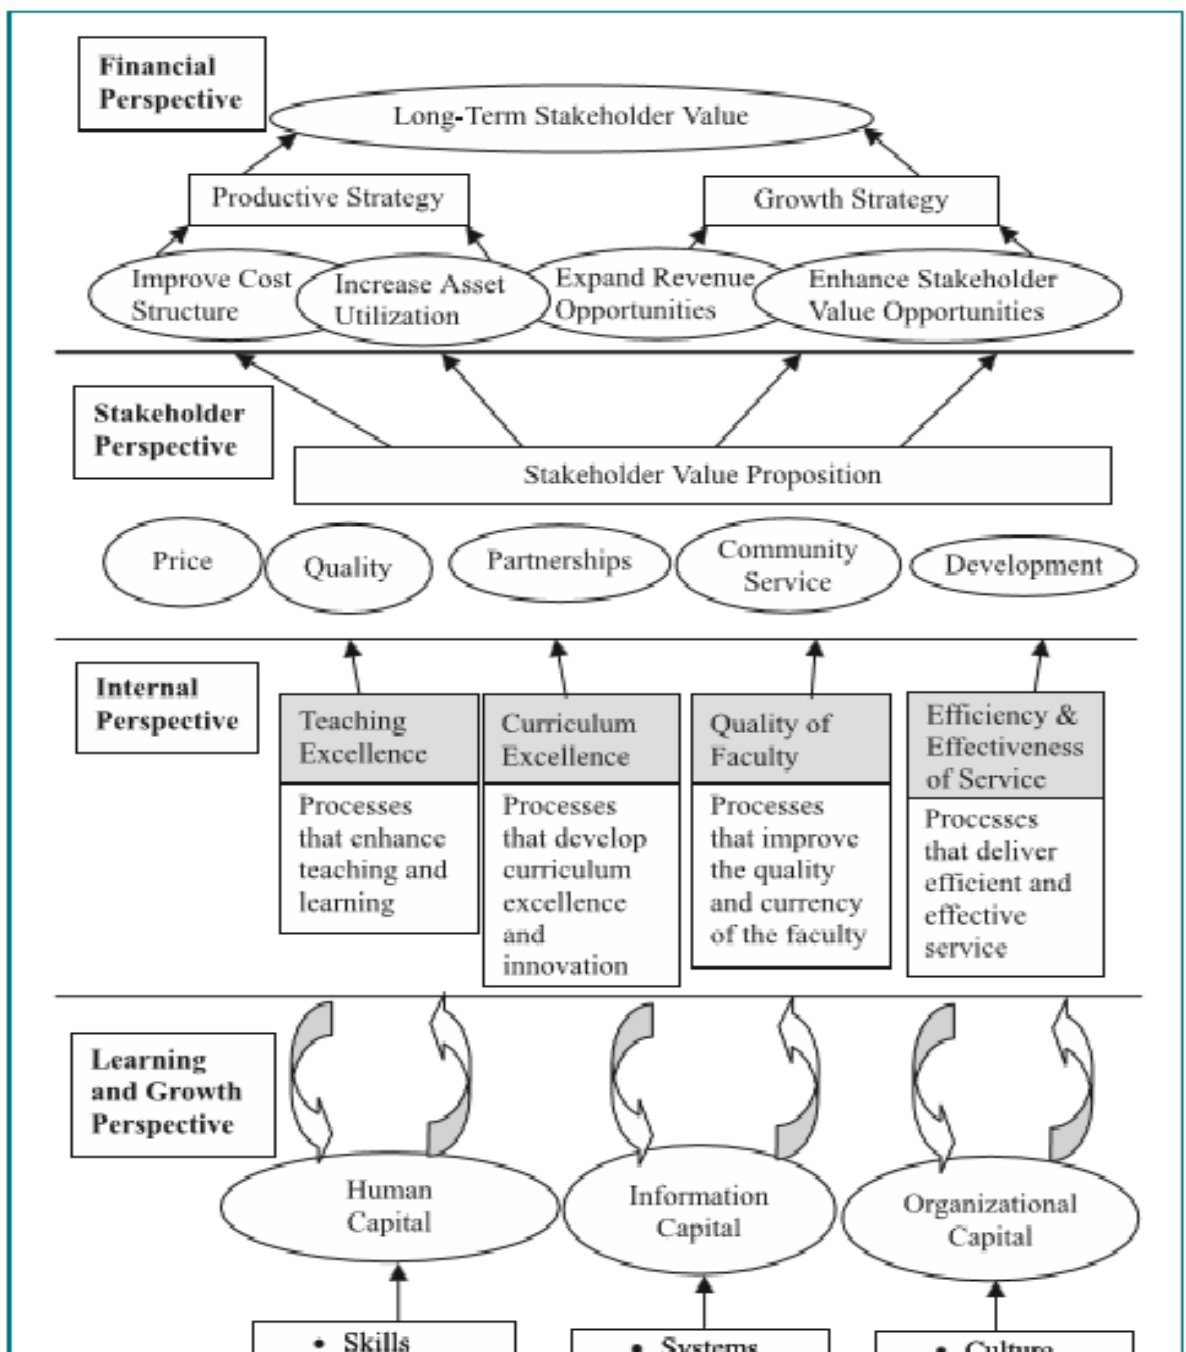 Financial
Perspective
Long-Term Stakeholder Value
Productive Strategy
Growth Strategy
Improve Cost
Structure
Increase Asset
Utilization
Expand Revenue
Opportunities
Enhance Stakeholder
Value Opportunities
Stakeholder
Perspective
Stakeholder Value Proposition
Price
Quality
Partnerships
Community
Service
Development
Internal
Perspective
Teaching
Excellence
Processes
that enhance
teaching and
learning
Curriculum
Excellence
Processes
that develop
curriculum
excellence
and
innovation
Quality of
Faculty
Processes
that improve
the quality
and currency
of the faculty
Efficiency &
Effectiveness
of Service
Processes
that deliver
efficient and
effective
service
Learning
and Growth
Perspective
Human
Capital
Information
Capital
Organizational
Capital
• Skills
• Systems
• Culture